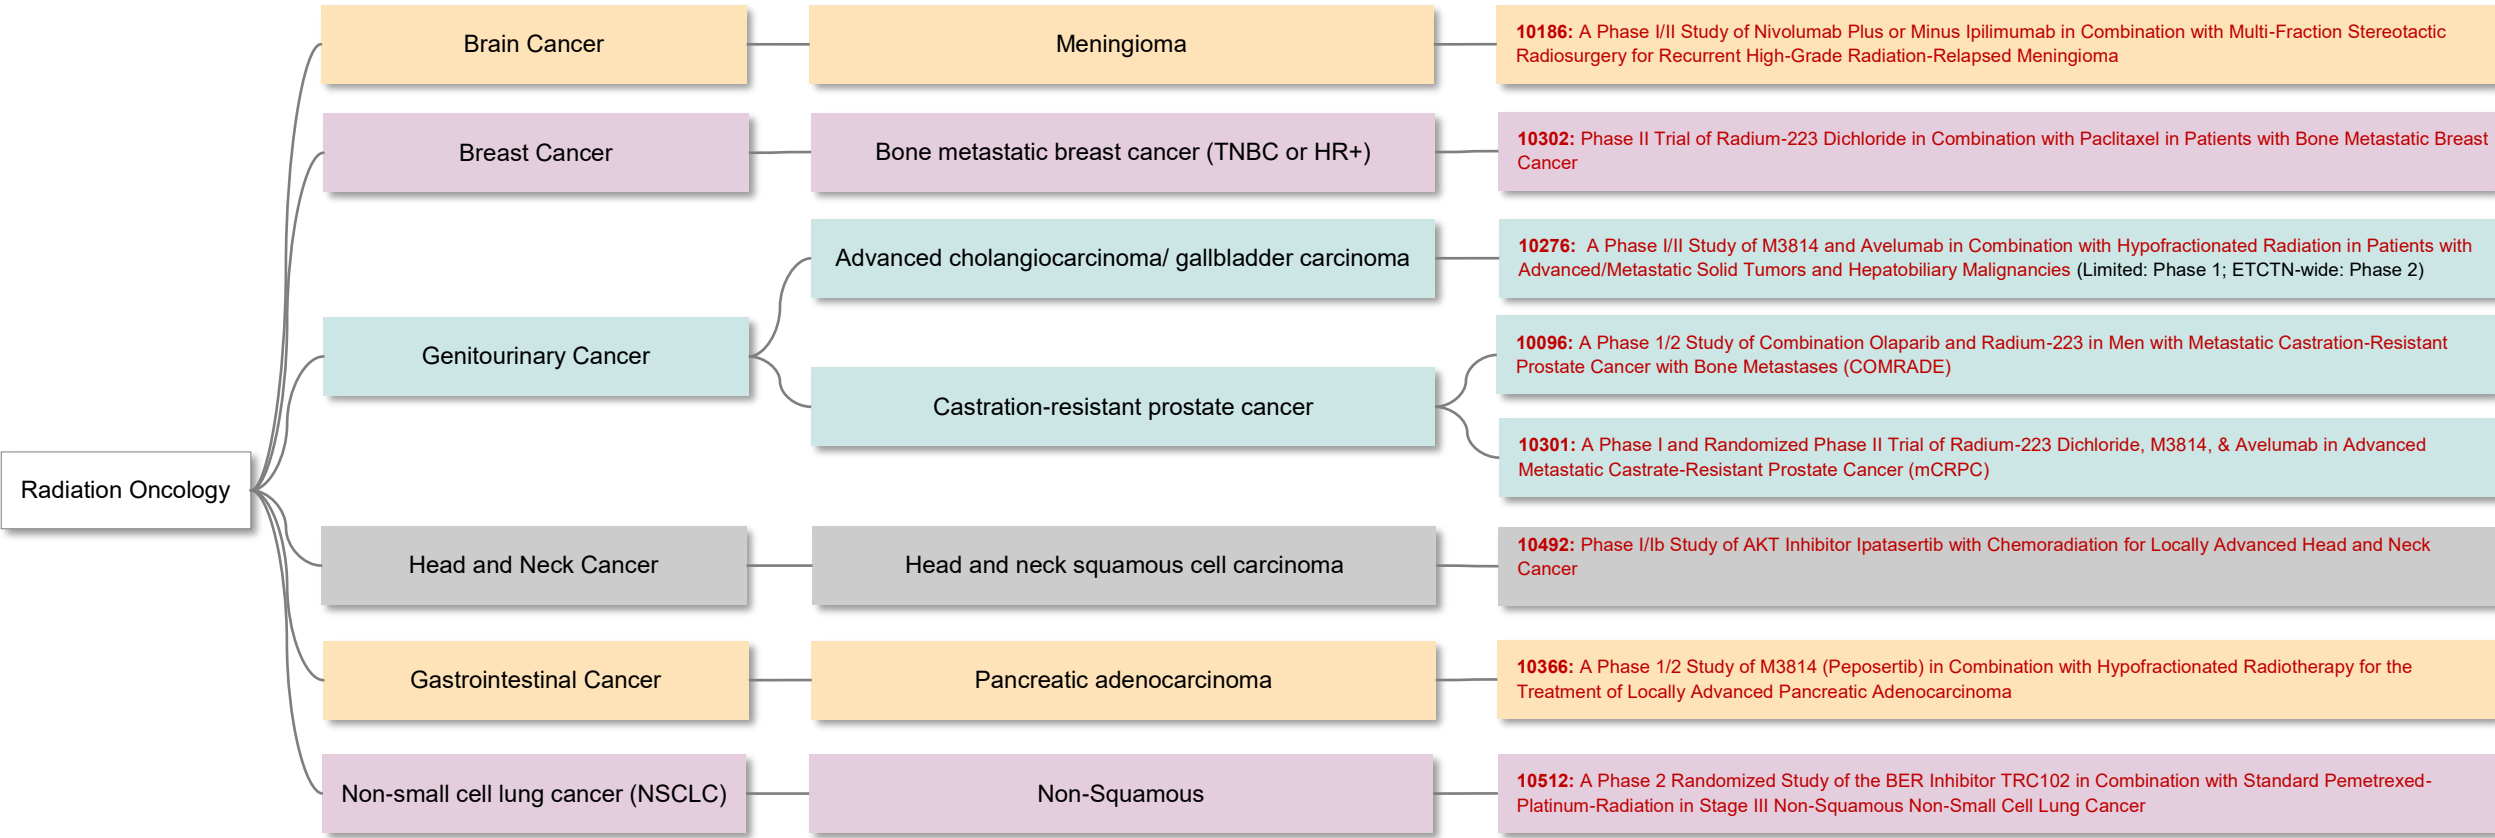 Brain Cancer
Meningioma
10186: A Phase I/II Study of Nivolumab Plus or Minus Ipilimumab in Combination with Multi-Fraction Stereotactic
Radiosurgery for Recurrent High-Grade Radiation-Relapsed Meningioma
Breast Cancer
Bone metastatic breast cancer (TNBC or HR+)
10302: Phase II Trial of Radium-223 Dichloride in Combination with Paclitaxel in Patients with Bone Metastatic Breast
Cancer
Genitourinary Cancer
Advanced cholangiocarcinoma/ gallbladder carcinoma
10276: A Phase I/II Study of M3814 and Avelumab in Combination with Hypofractionated Radiation in Patients with
Advanced/Metastatic Solid Tumors and Hepatobiliary Malignancies (Limited: Phase 1; ETCTN-wide: Phase 2)
Castration-resistant prostate cancer
10096: A Phase 1/2 Study of Combination Olaparib and Radium-223 in Men with Metastatic Castration-Resistant
Prostate Cancer with Bone Metastases (COMRADE)
10301: A Phase I and Randomized Phase II Trial of Radium-223 Dichloride, M3814, & Avelumab in Advanced
Metastatic Castrate-Resistant Prostate Cancer (mCRPC)
Radiation Oncology
Head and Neck Cancer
Head and neck squamous cell carcinoma
10492: Phase I/Ib Study of AKT Inhibitor Ipatasertib with Chemoradiation for Locally Advanced Head and Neck
Cancer
Gastrointestinal Cancer
Pancreatic adenocarcinoma
10366: A Phase 1/2 Study of M3814 (Peposertib) in Combination with Hypofractionated Radiotherapy for the
Treatment of Locally Advanced Pancreatic Adenocarcinoma
Non-small cell lung cancer (NSCLC)
Non-Squamous
10512: A Phase 2 Randomized Study of the BER Inhibitor TRC102 in Combination with Standard Pemetrexed-
Platinum-Radiation in Stage III Non-Squamous Non-Small Cell Lung Cancer